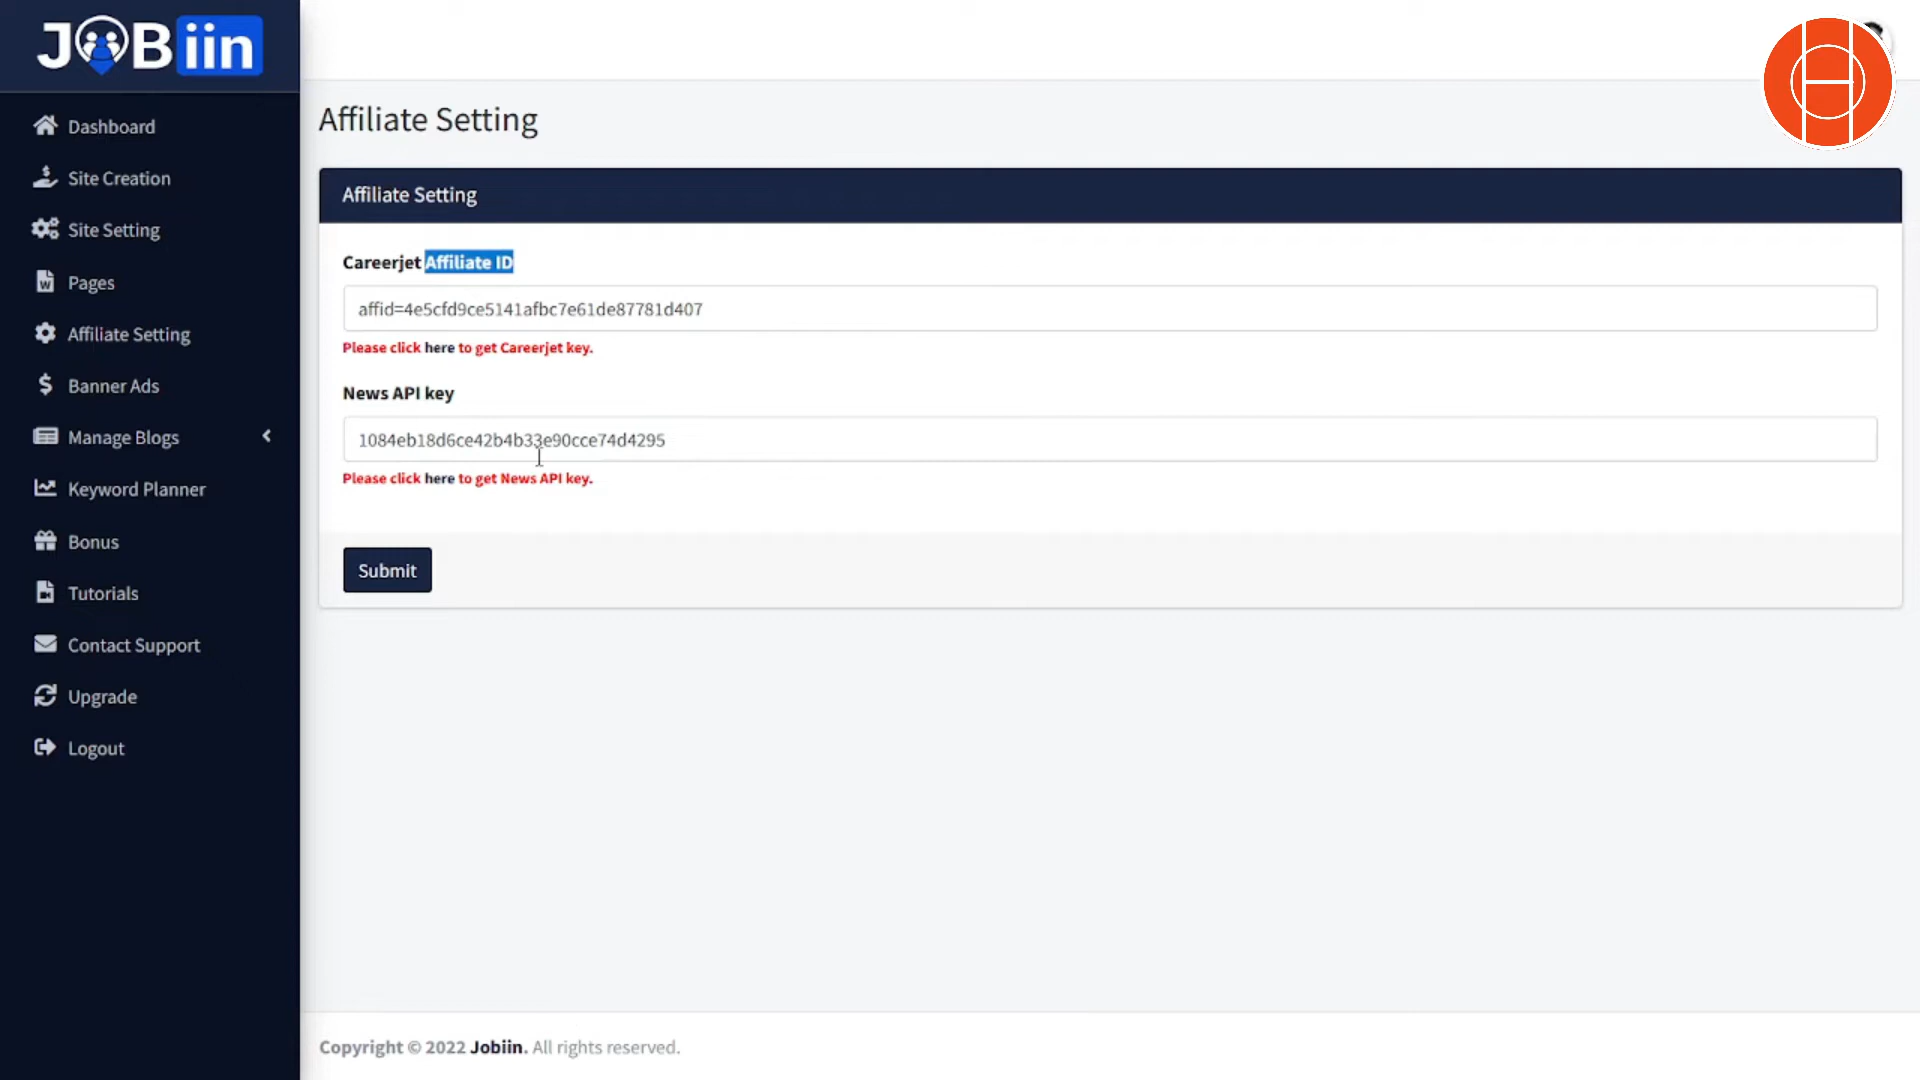 JOBiin
Dashboard
Site Creation
Site Setting
Pages
Affiliate Setting
Banner Ads
Manage Blogs
Keyword Planner
Bonus
Tutorials
Contact Support
Upgrade
Logout
Affiliate Setting
Affiliate Setting
Careerjet Affiliate ID
affid=4e5cfd9ce5141afbc7e61de87781d407
Please click here to get Careerjet key.
News API key
1084eb18d6ce42b4b33e90cce74d4295
Please click here to get News API key.
Submit
Copyright © 2022 Jobiin. All rights reserved.